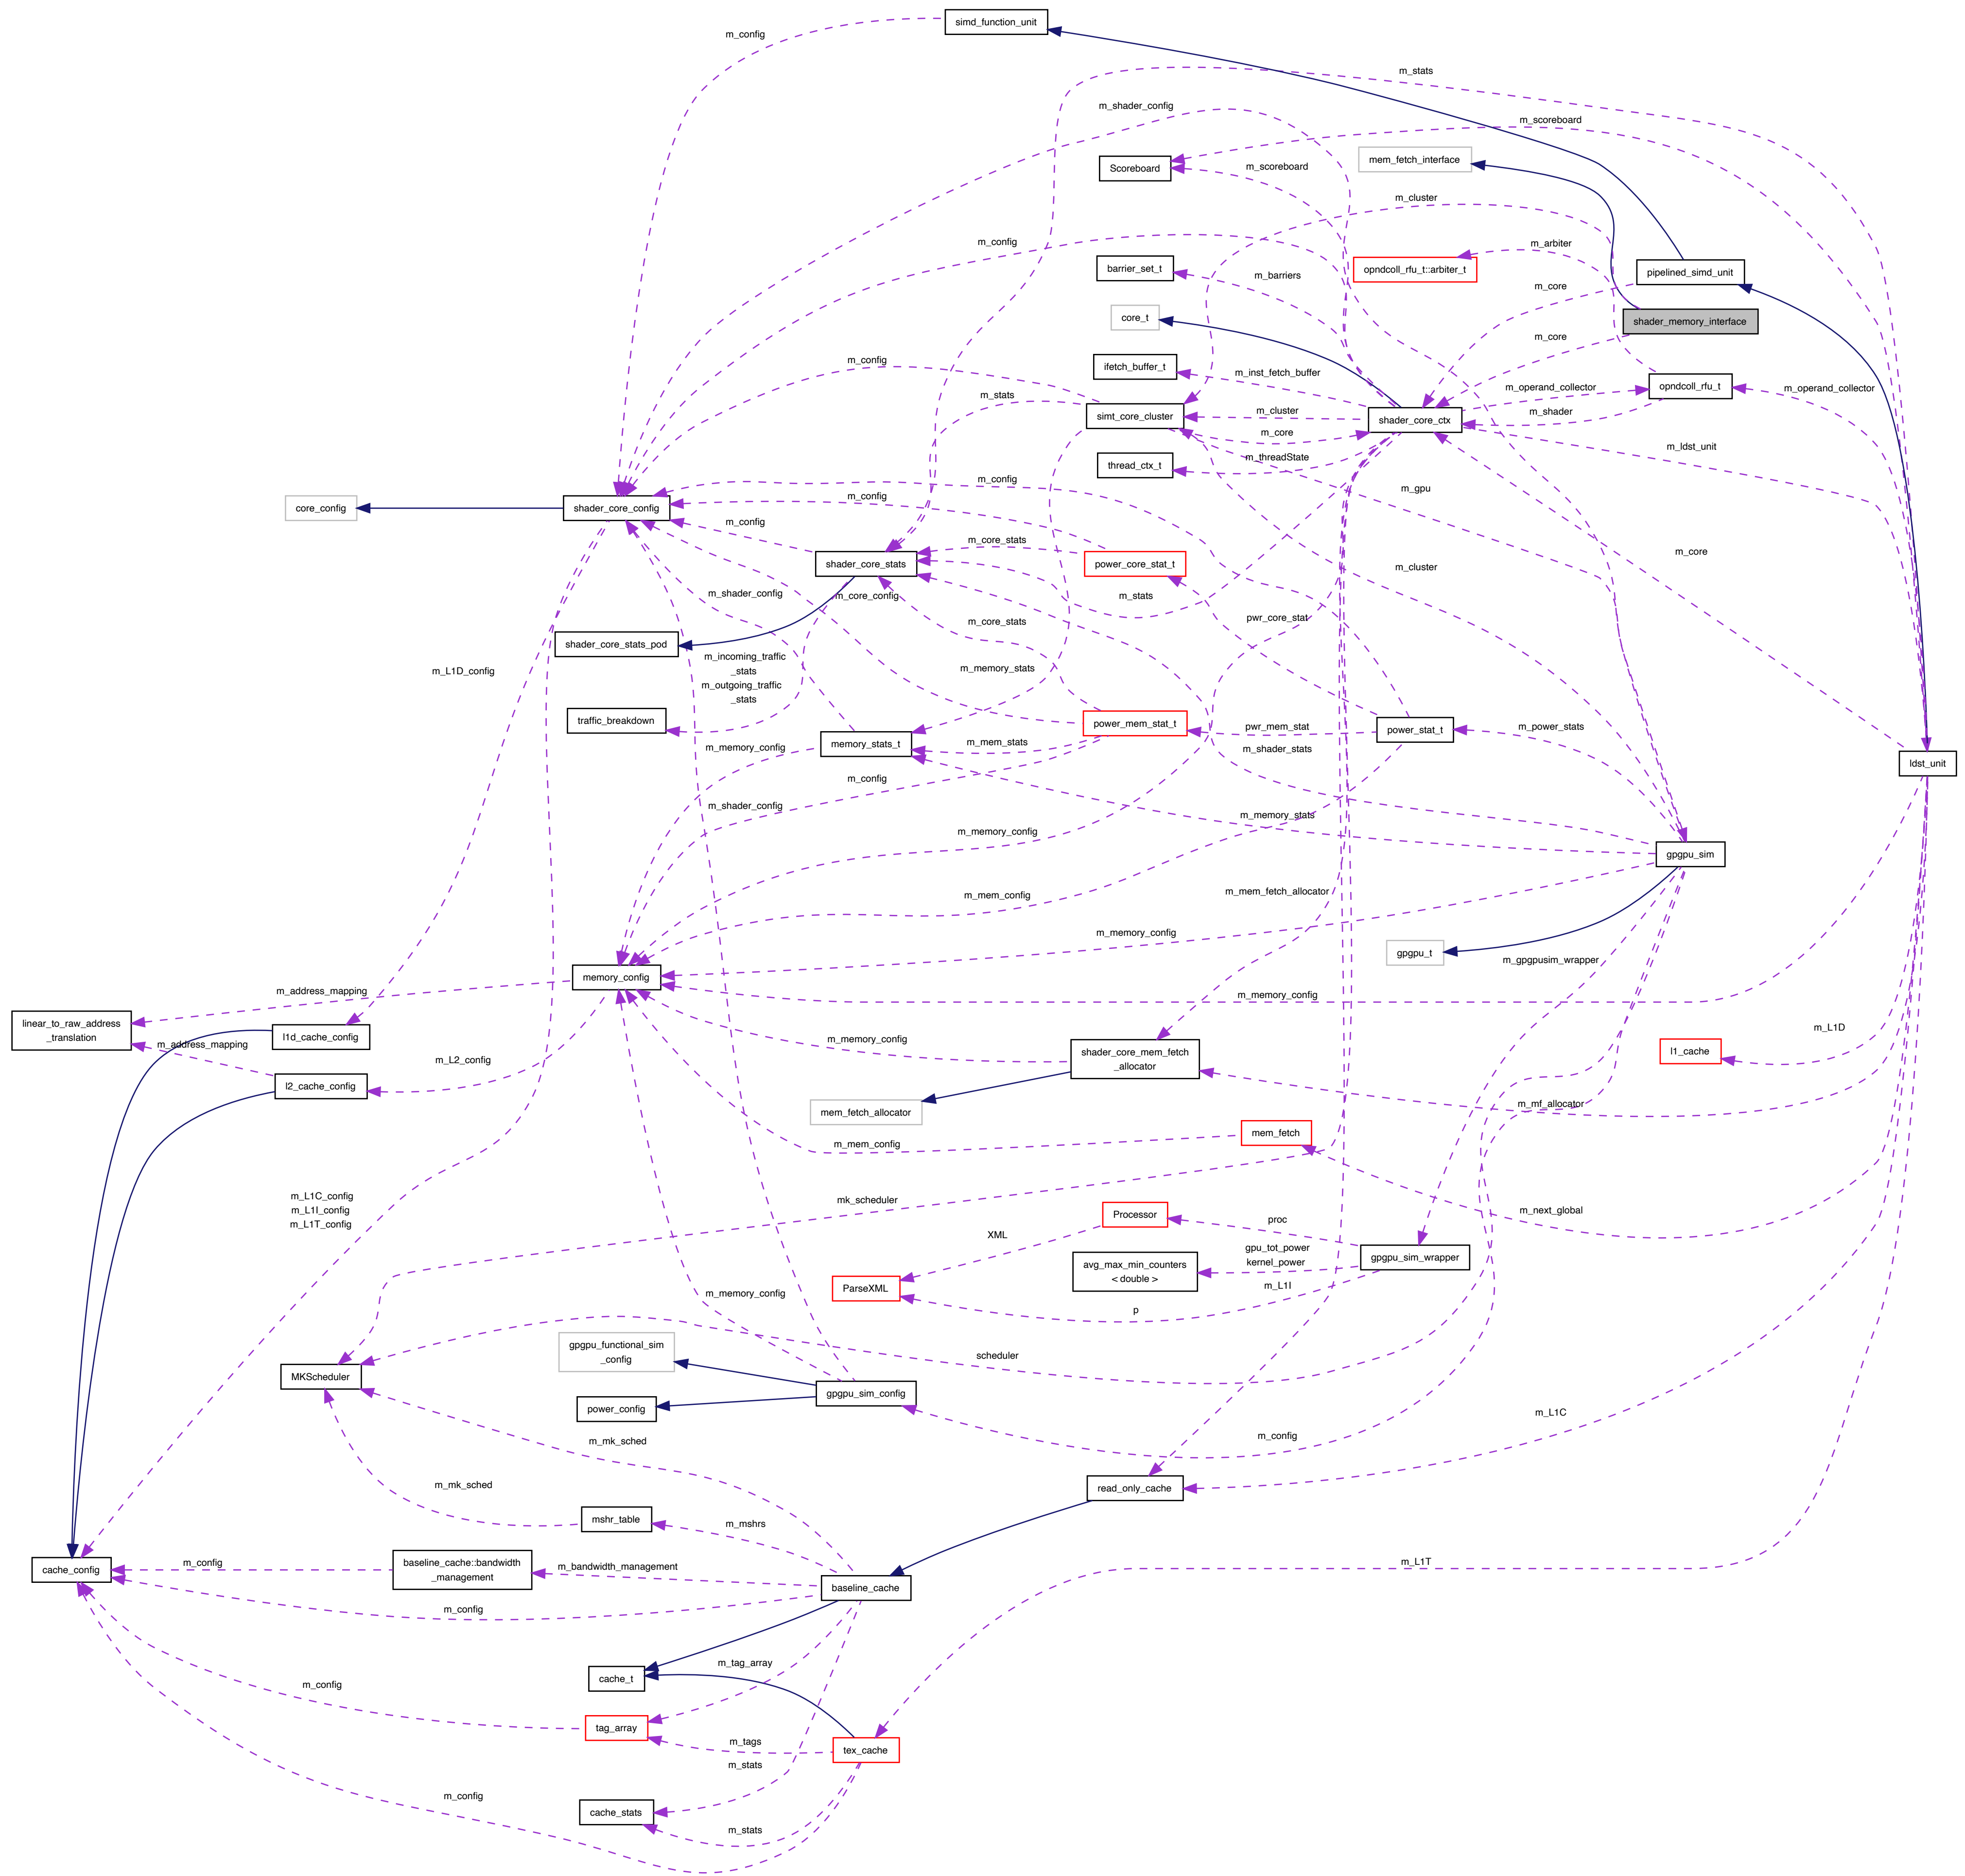 simd_function_unit
m_config
m_stats
m_shader_config
m_scoreboard
mem_fetch_interface
Scoreboard
m_scoreboard
m_cluster
m_config
m_arbiter
barrier_set_t
m_barriers
opndcoll_rfu_t::arbiter_t
pipelined_simd_unit
m_core
core_t
shader_memory_interface
m_core
m_config
ifetch_buffer_t
m_inst_fetch_buffer
m_operand_collector
opndcoll_rfu_t
m_operand_collector
m_stats
simt_core_cluster
m_cluster
shader_core_ctx
m_shader
m_core
m_ldst_unit
thread_ctx_t
m_threadState
m_gpu
m_config
m_config
core_config
shader_core_config
m_config
m_core_stats
m_core
shader_core_stats
power_core_stat_t
m_cluster
m_shader_config
m_core_config
m_stats
m_core_stats
pwr_core_stat
shader_core_stats_pod
m_incoming_traffic
_stats
m_outgoing_traffic
_stats
m_L1D_config
m_memory_stats
traffic_breakdown
power_mem_stat_t
pwr_mem_stat
power_stat_t
m_power_stats
memory_stats_t
m_mem_stats
m_memory_config
m_shader_stats
ldst_unit
m_config
m_shader_config
m_memory_stats
m_memory_config
gpgpu_sim
m_mem_config
m_mem_fetch_allocator
m_memory_config
gpgpu_t
m_gpgpusim_wrapper
memory_config
m_address_mapping
m_memory_config
linear_to_raw_address
_translation
l1d_cache_config
m_address_mapping
m_L2_config
m_memory_config
shader_core_mem_fetch
_allocator
l1_cache
m_L1D
l2_cache_config
mem_fetch_allocator
m_mf_allocator
mem_fetch
m_mem_config
m_L1C_config
m_L1I_config
m_L1T_config
mk_scheduler
Processor
proc
m_next_global
XML
gpu_tot_power
kernel_power
gpgpu_sim_wrapper
avg_max_min_counters
< double >
ParseXML
m_L1I
m_memory_config
p
gpgpu_functional_sim
_config
scheduler
MKScheduler
gpgpu_sim_config
power_config
m_L1C
m_mk_sched
m_config
m_mk_sched
read_only_cache
mshr_table
m_mshrs
m_L1T
cache_config
m_config
baseline_cache::bandwidth
_management
m_bandwidth_management
baseline_cache
m_config
cache_t
m_tag_array
m_config
tag_array
m_tags
tex_cache
m_stats
m_config
cache_stats
m_stats